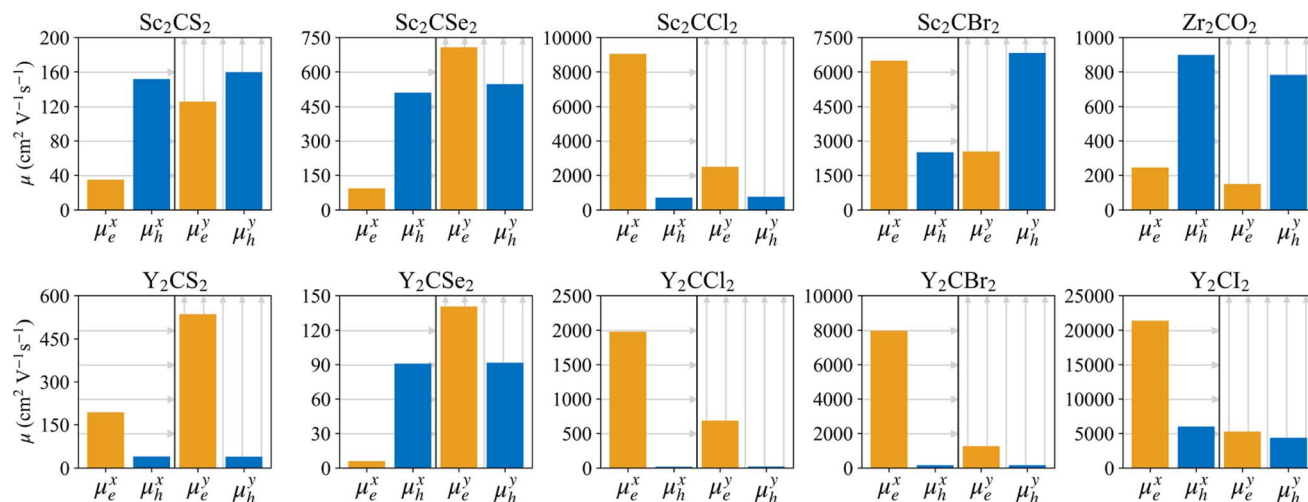 Sc₂CS₂
Sc₂CSe₂
Sc₂CCl₂
Sc₂CBr₂
Zr₂CO₂
μ (cm² V⁻¹s⁻¹)
200
160
120
80
40
0
μₑˣ μₕˣ μₑʸ μₕʸ
750
600
450
300
150
0
μₑˣ μₕˣ μₑʸ μₕʸ
10000
8000
6000
4000
2000
0
μₑˣ μₕˣ μₑʸ μₕʸ
7500
6000
4500
3000
1500
0
μₑˣ μₕˣ μₑʸ μₕʸ
1000
800
600
400
200
0
μₑˣ μₕˣ μₑʸ μₕʸ
Y₂CS₂
Y₂CSe₂
Y₂CCl₂
Y₂CBr₂
Y₂CI₂
μ (cm² V⁻¹s⁻¹)
600
450
300
150
0
μₑˣ μₕˣ μₑʸ μₕʸ
150
120
90
60
30
0
μₑˣ μₕˣ μₑʸ μₕʸ
2500
2000
1500
1000
500
0
μₑˣ μₕˣ μₑʸ μₕʸ
10000
8000
6000
4000
2000
0
μₑˣ μₕˣ μₑʸ μₕʸ
25000
20000
15000
10000
5000
0
μₑˣ μₕˣ μₑʸ μₕʸ